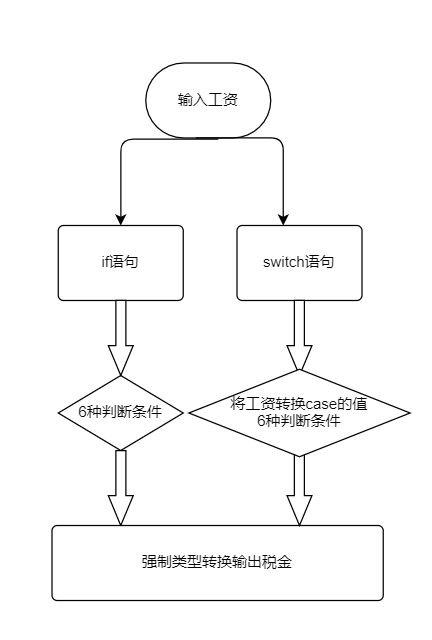 输入工资
if语句
switch语句
6种判断条件
将工资转换case的值
6种判断条件
强制类型转换输出税金